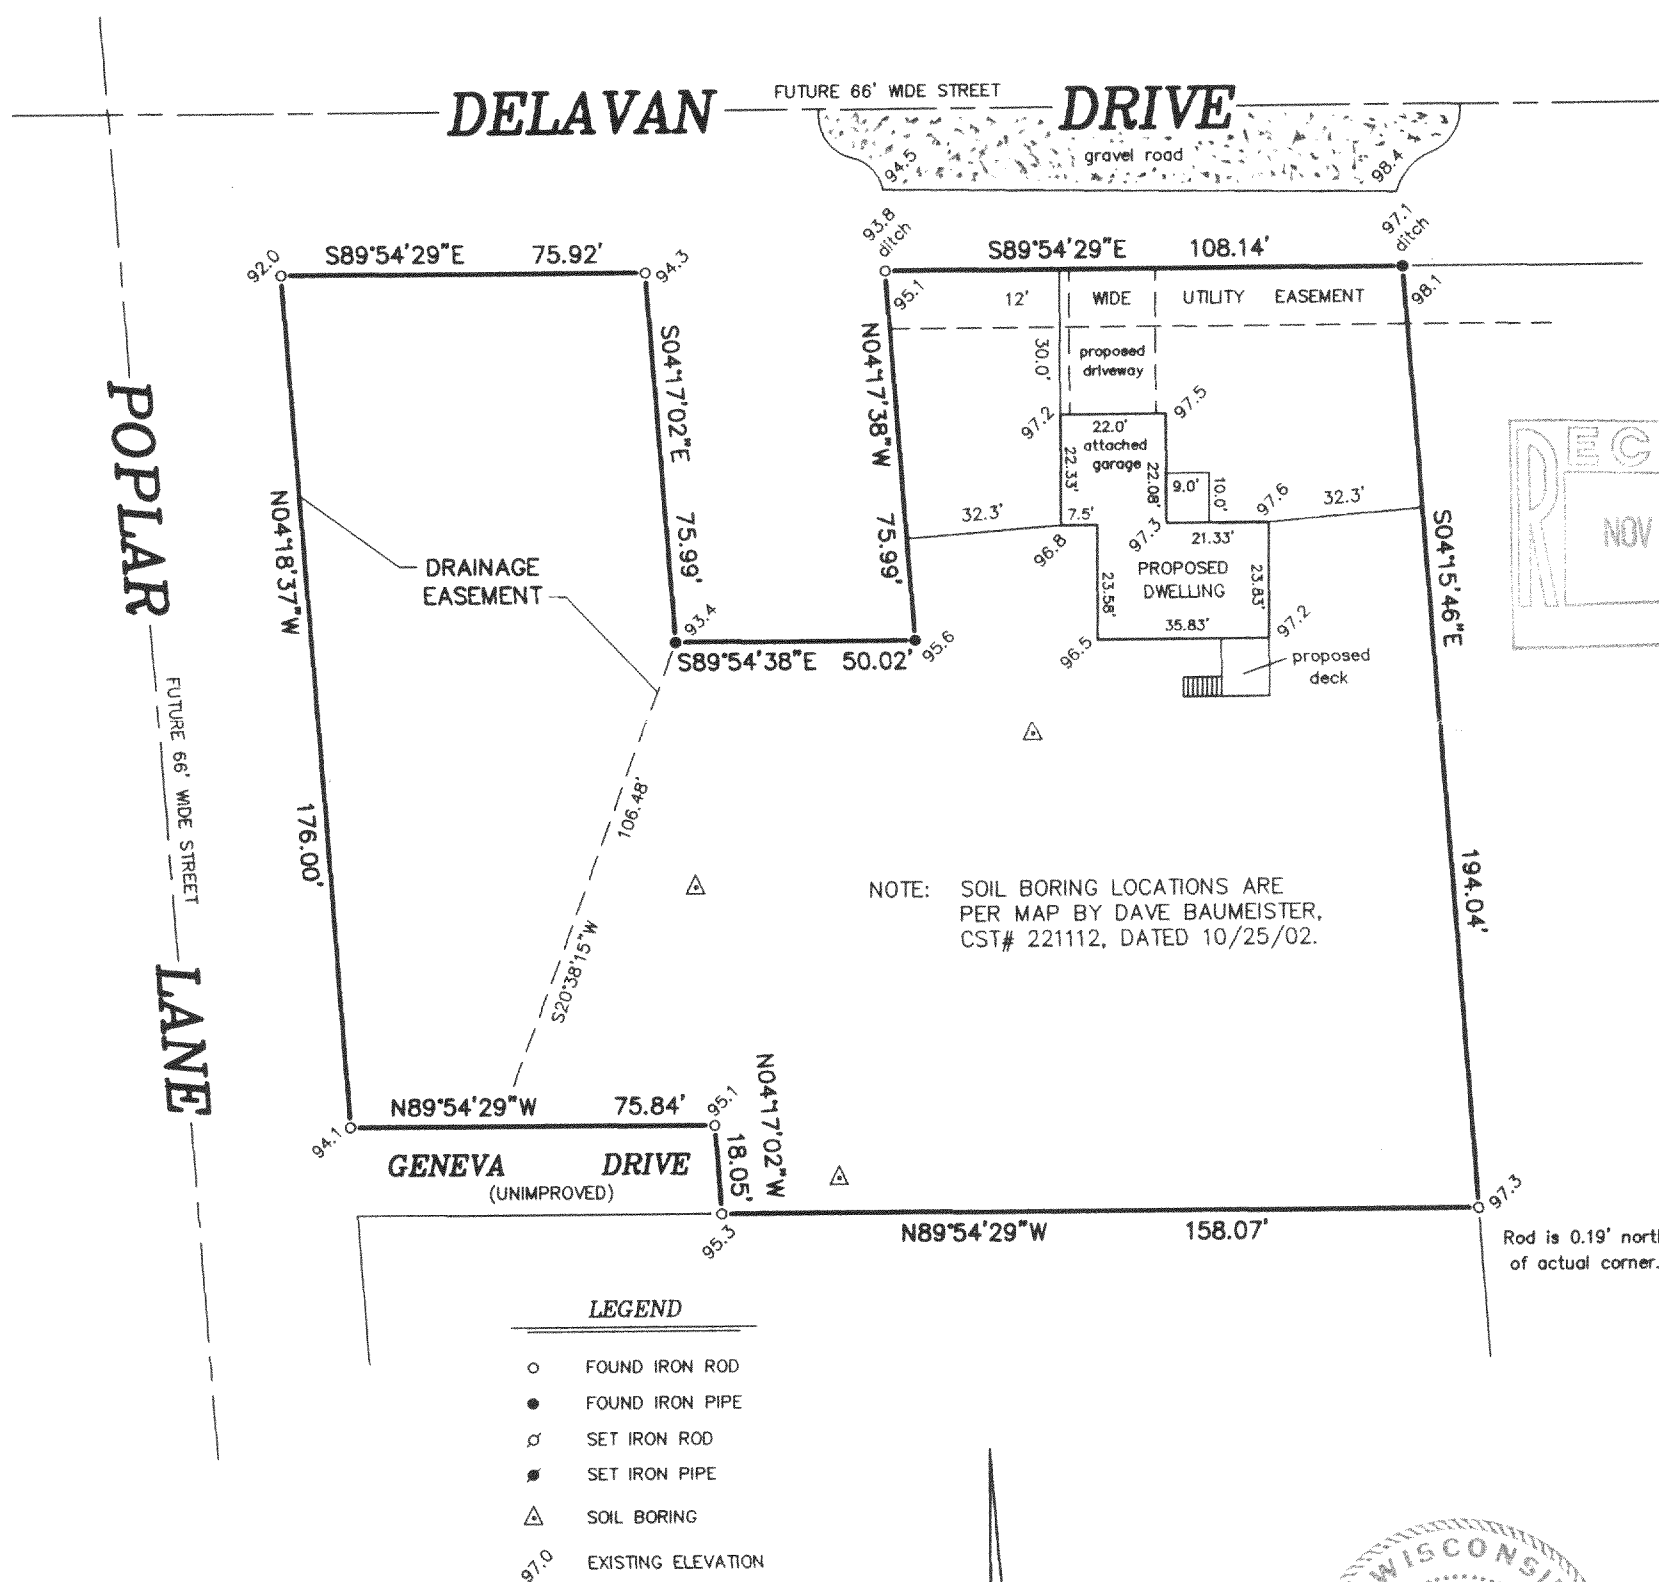 FUTURE 66' WIDE STREET
DELAVAN DRIVE
gravel road
94.5
98.4
93.8
ditch
97.1
ditch
92.0
S89°54'29"E 75.92'
94.3
S89°54'29"E 108.14'
95.1
98.1
12' WIDE UTILITY EASEMENT
30.0'
proposed
driveway
97.2
97.5
22.0'
attached
garage
22.33'
22.08'
9.0'
10.0'
97.6
32.3'
32.3'
7.5'
96.8
97.3
21.33'
PROPOSED
DWELLING
23.58'
23.83'
35.83'
96.5
97.2
proposed
deck
S04°17'02"E 75.99'
N04°17'38"W 75.99'
S04°15'46"E
194.04'
N04°18'37"W
176.00'
POPLAR LANE
FUTURE 66' WIDE STREET
DRAINAGE
EASEMENT
93.4
S89°54'38"E 50.02'
95.6
106.48'
S20°38'15"W
NOTE: SOIL BORING LOCATIONS ARE
PER MAP BY DAVE BAUMEISTER,
CST# 221112, DATED 10/25/02.
N89°54'29"W 75.84'
95.1
94.1
N04°17'02"W
18.05'
GENEVA DRIVE
(UNIMPROVED)
95.3
N89°54'29"W 158.07'
97.3
Rod is 0.19' north
of actual corner.
LEGEND
FOUND IRON ROD
FOUND IRON PIPE
SET IRON ROD
SET IRON PIPE
SOIL BORING
97.0 EXISTING ELEVATION
REC
NOV
WISCONSI